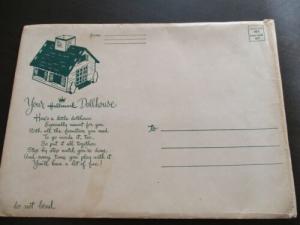 from
Your Hallmark Dollhouse
Here's a little dollhouse
Especially meant for you
With all the furniture you need
To go inside it, too.
So put it all together
Step by step until you're done,
And every time you play with it
You'll have a lot of fun!
to
do not bend